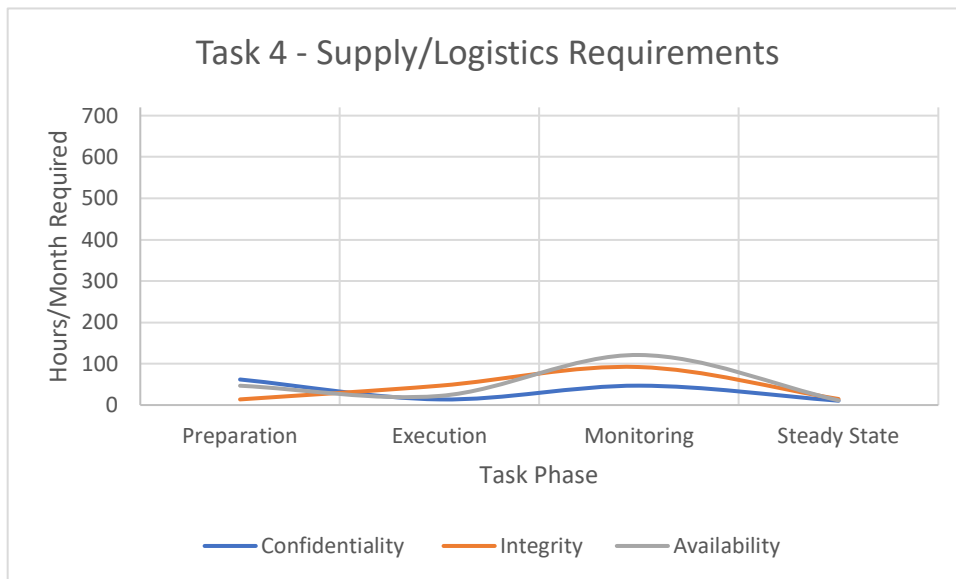 Task 4 - Supply/Logistics Requirements
Hours/Month Required
700
600
500
400
300
200
100
0
Preparation Execution Monitoring Steady State
Task Phase
Confidentiality Integrity Availability